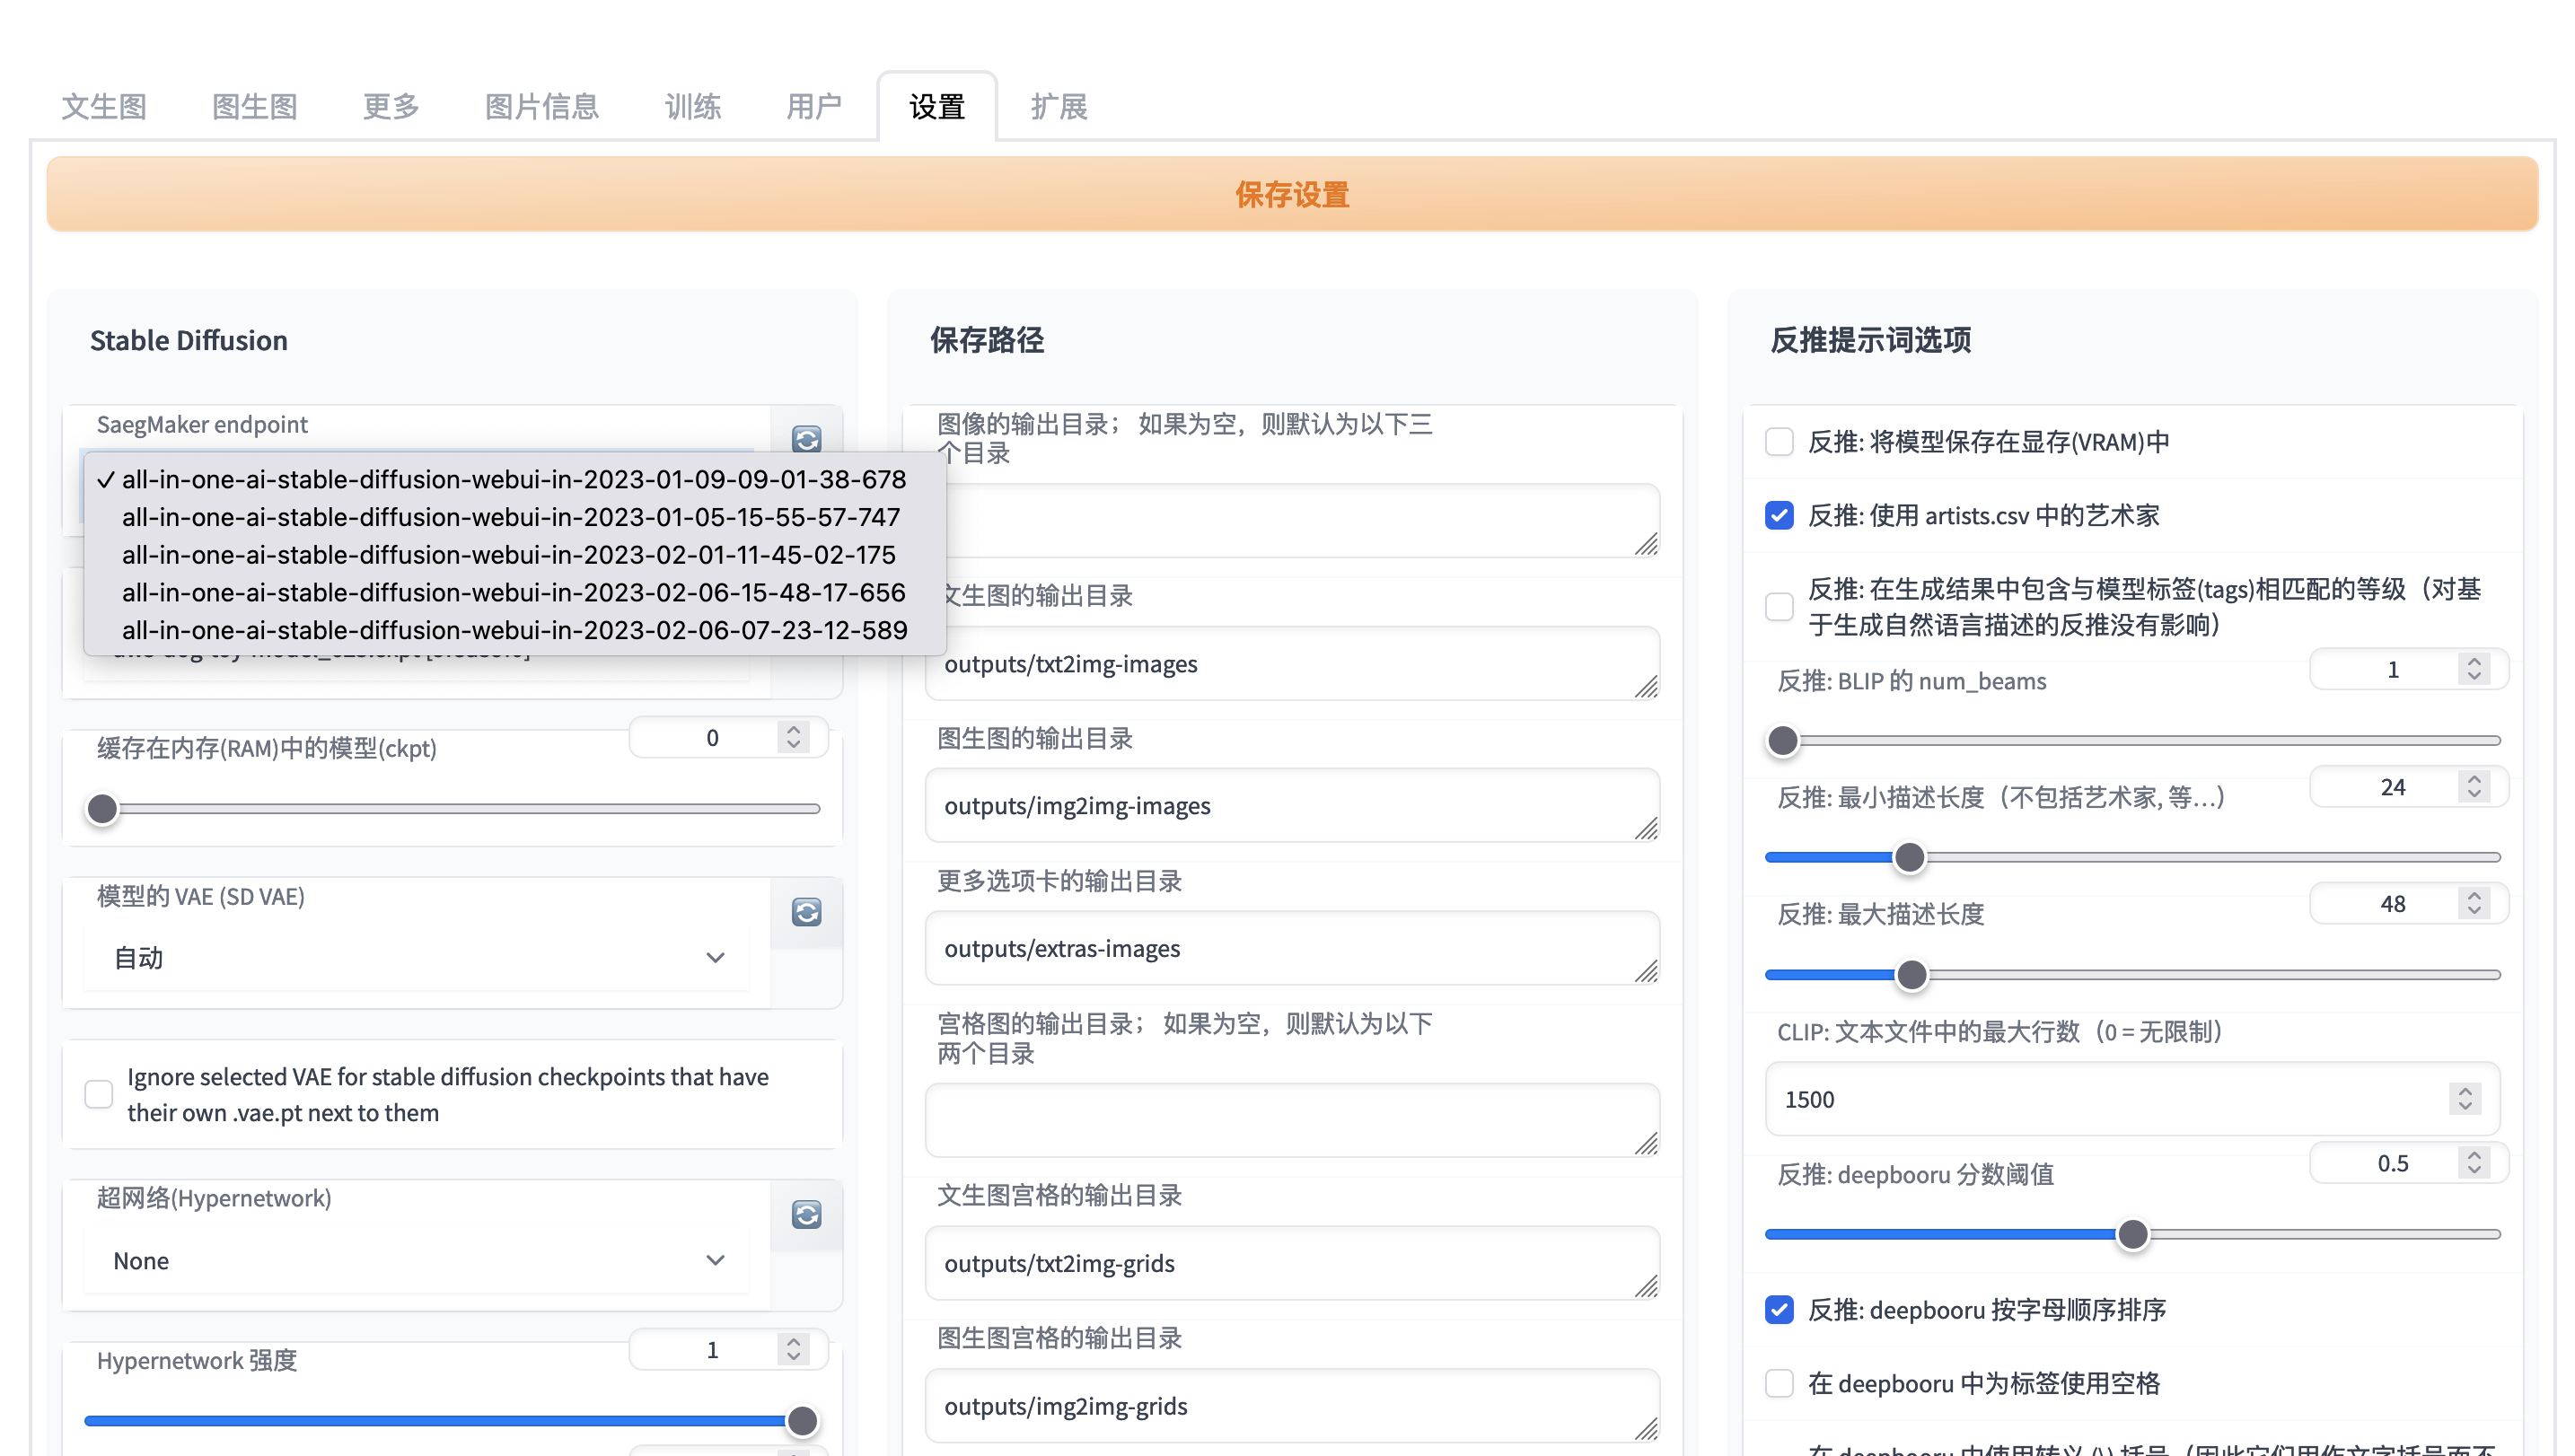 文生图 图生图 更多 图片信息 训练 用户 设置 扩展
保存设置
Stable Diffusion
SaegMaker endpoint
all-in-one-ai-stable-diffusion-webui-in-2023-01-09-09-01-38-678
all-in-one-ai-stable-diffusion-webui-in-2023-01-05-15-55-57-747
all-in-one-ai-stable-diffusion-webui-in-2023-02-01-11-45-02-175
all-in-one-ai-stable-diffusion-webui-in-2023-02-06-15-48-17-656
all-in-one-ai-stable-diffusion-webui-in-2023-02-06-07-23-12-589
缓存在内存(RAM)中的模型(ckpt)
0
模型的 VAE (SD VAE)
自动
Ignore selected VAE for stable diffusion checkpoints that have
their own .vae.pt next to them
超网络(Hypernetwork)
None
Hypernetwork 强度
1
保存路径
图像的输出目录； 如果为空，则默认为以下三
个目录
文生图的输出目录
outputs/txt2img-images
图生图的输出目录
outputs/img2img-images
更多选项卡的输出目录
outputs/extras-images
宫格图的输出目录； 如果为空，则默认为以下
两个目录
文生图宫格的输出目录
outputs/txt2img-grids
图生图宫格的输出目录
outputs/img2img-grids
反推提示词选项
反推: 将模型保存在显存(VRAM)中
反推: 使用 artists.csv 中的艺术家
反推: 在生成结果中包含与模型标签(tags)相匹配的等级（对基
于生成自然语言描述的反推没有影响）
反推: BLIP 的 num_beams
1
反推: 最小描述长度（不包括艺术家, 等…）
24
反推: 最大描述长度
48
CLIP: 文本文件中的最大行数（0 = 无限制）
1500
反推: deepbooru 分数阈值
0.5
反推: deepbooru 按字母顺序排序
在 deepbooru 中为标签使用空格